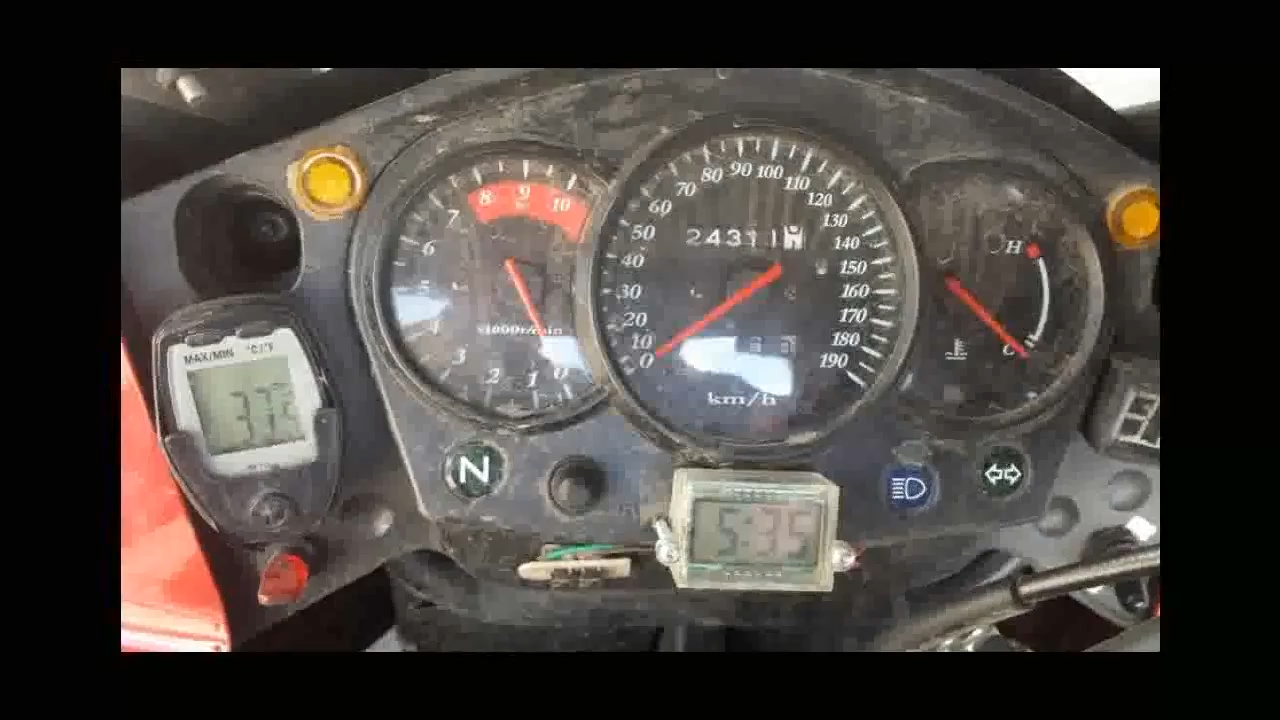 MAX/MIN °C/°F
37.2
8 9 10
7
6
5
4
3
2 1 0
x1000r/min
0 10 20 30 40 50 60 70 80 90 100 110 120 130 140 150 160 170 180 190
24311
km/h
H
C
N
5:35